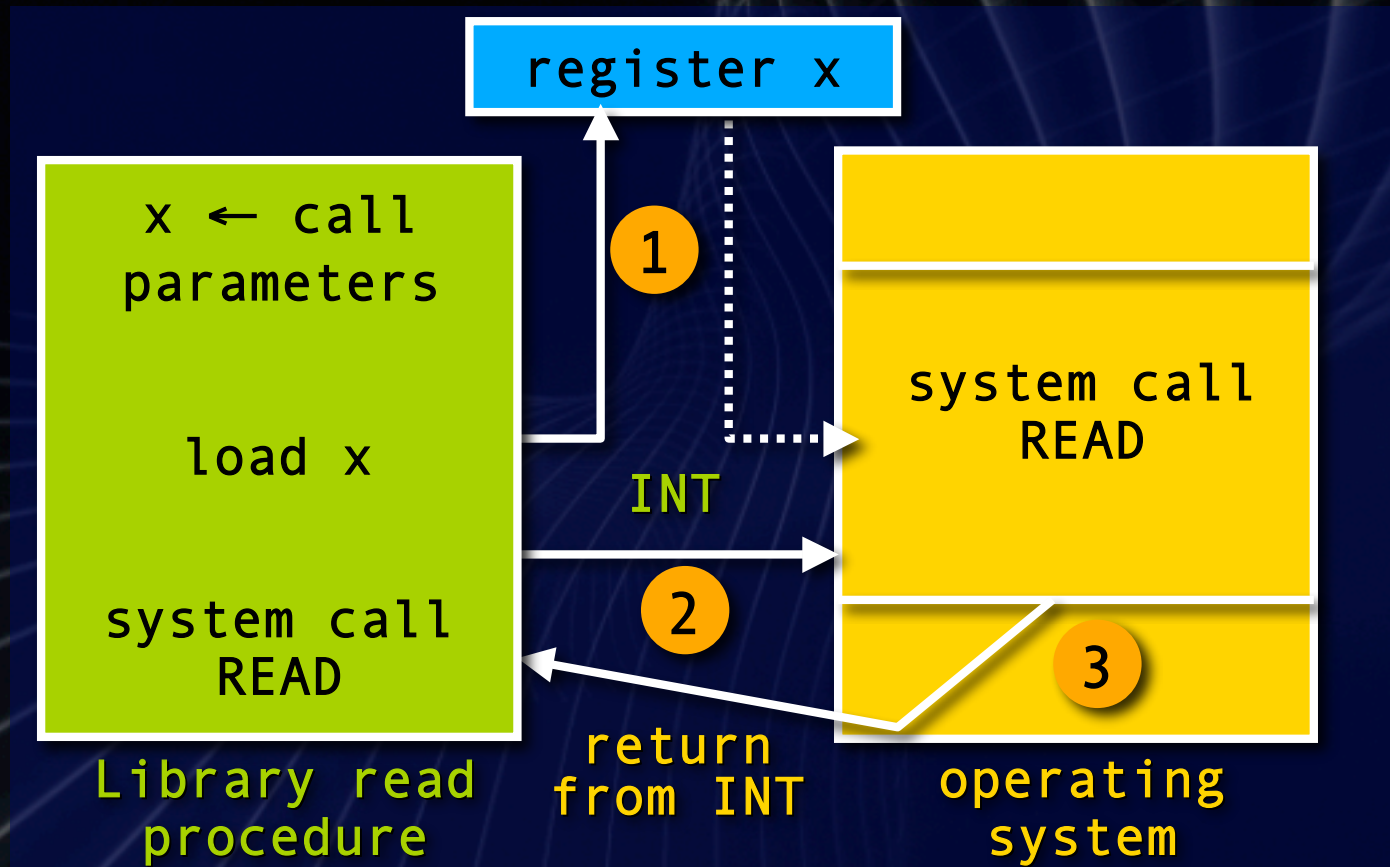 register x
x ← call
parameters
load x
system call
READ
Library read
procedure
1
INT
2
return
from INT
system call
READ
3
operating
system